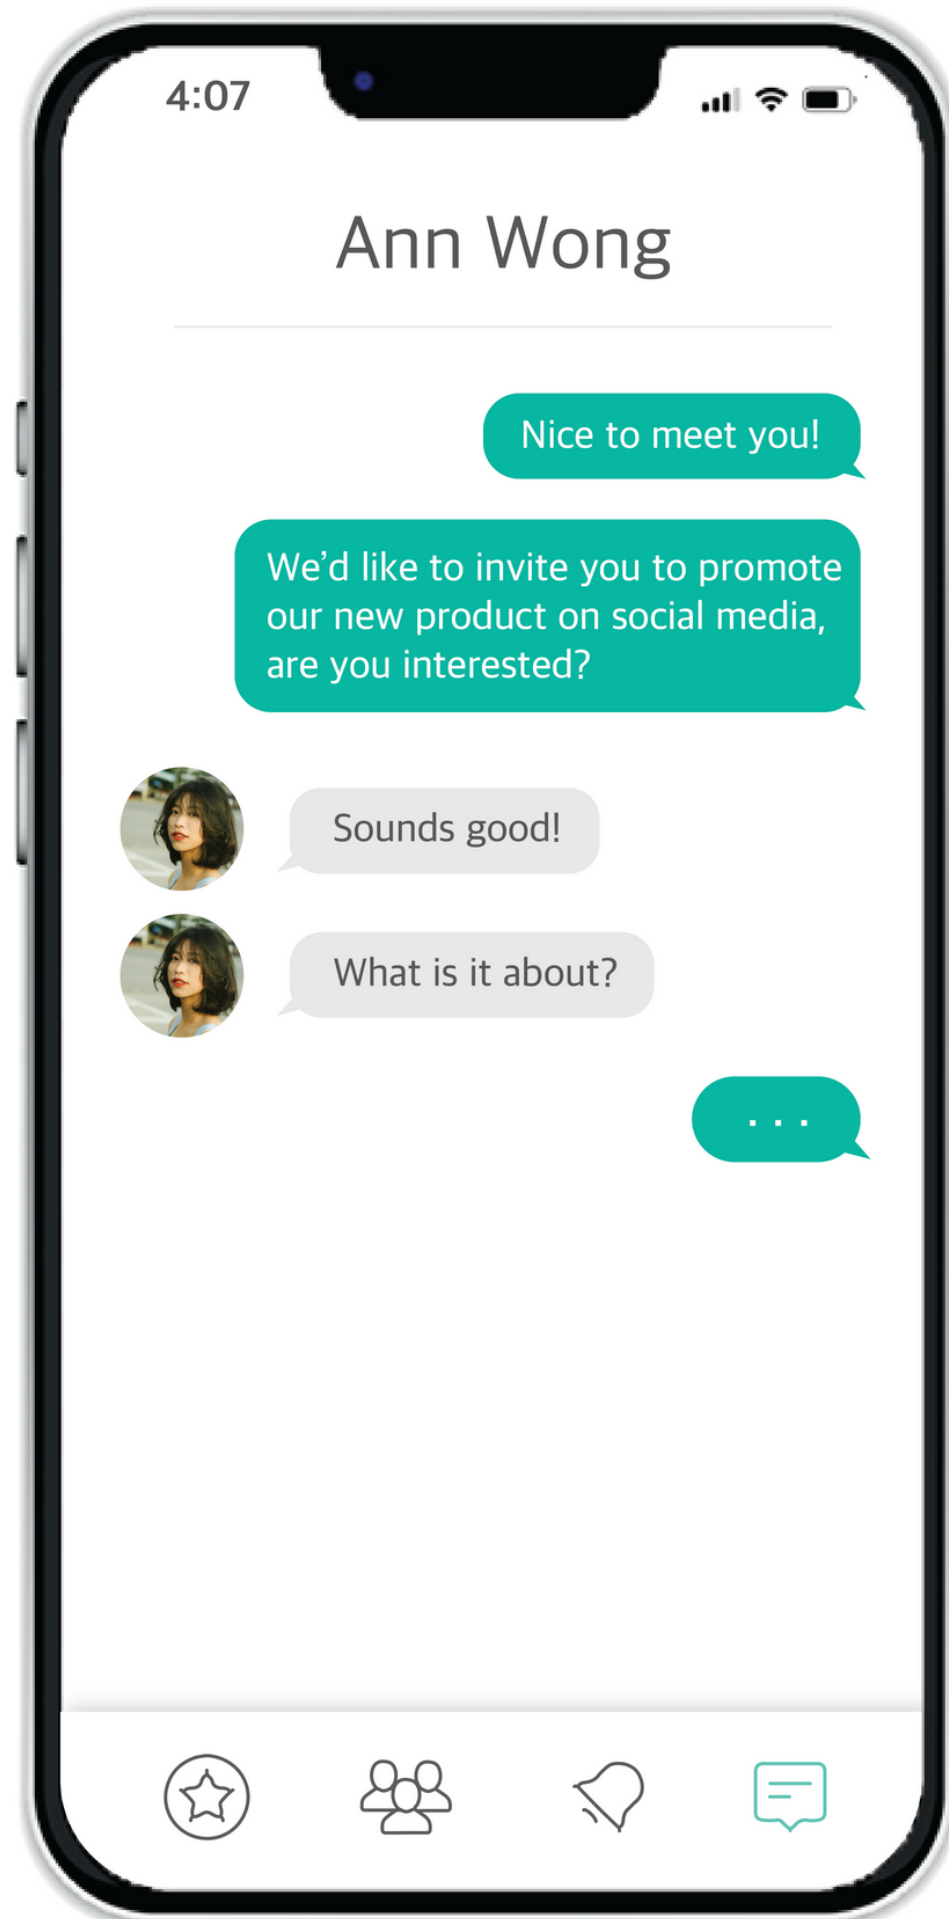 4:07
Ann Wong
Nice to meet you!
We’d like to invite you to promote
our new product on social media,
are you interested?
Sounds good!
What is it about?
...